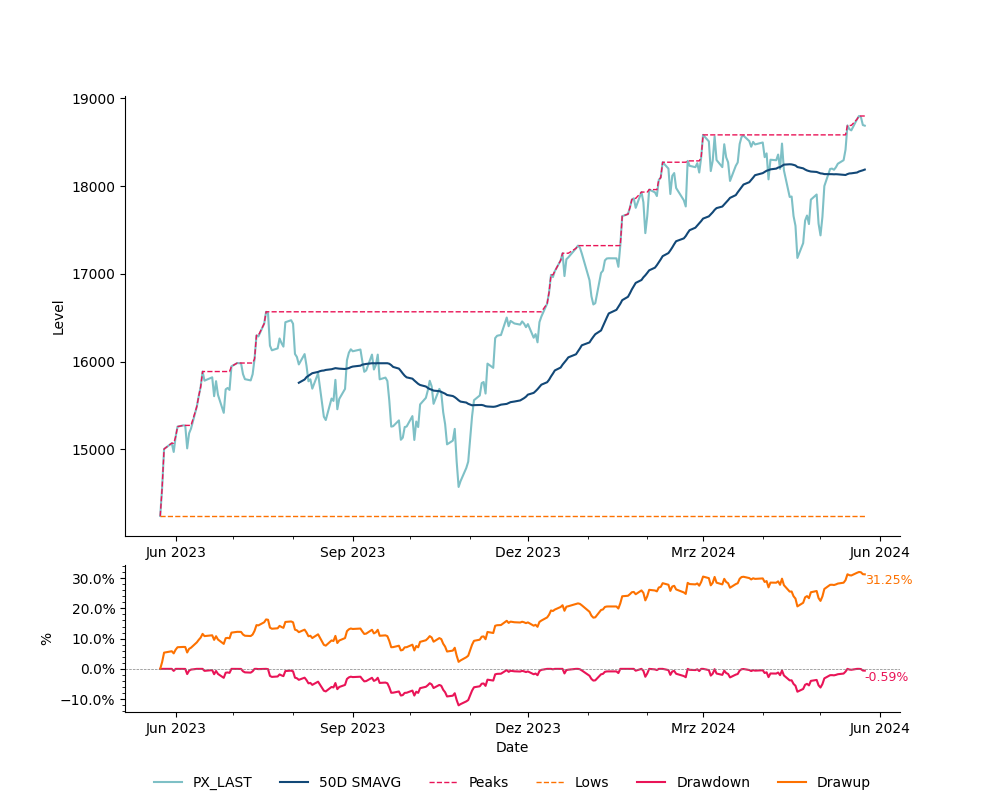 19000
18000
17000
16000
15000
Level
Jun 2023 Sep 2023 Dez 2023 Mrz 2024 Jun 2024
30.0%
20.0%
10.0%
0.0%
−10.0%
%
31.25%
-0.59%
Jun 2023 Sep 2023 Dez 2023 Mrz 2024 Jun 2024
Date
PX_LAST 50D SMAVG Peaks Lows Drawdown Drawup